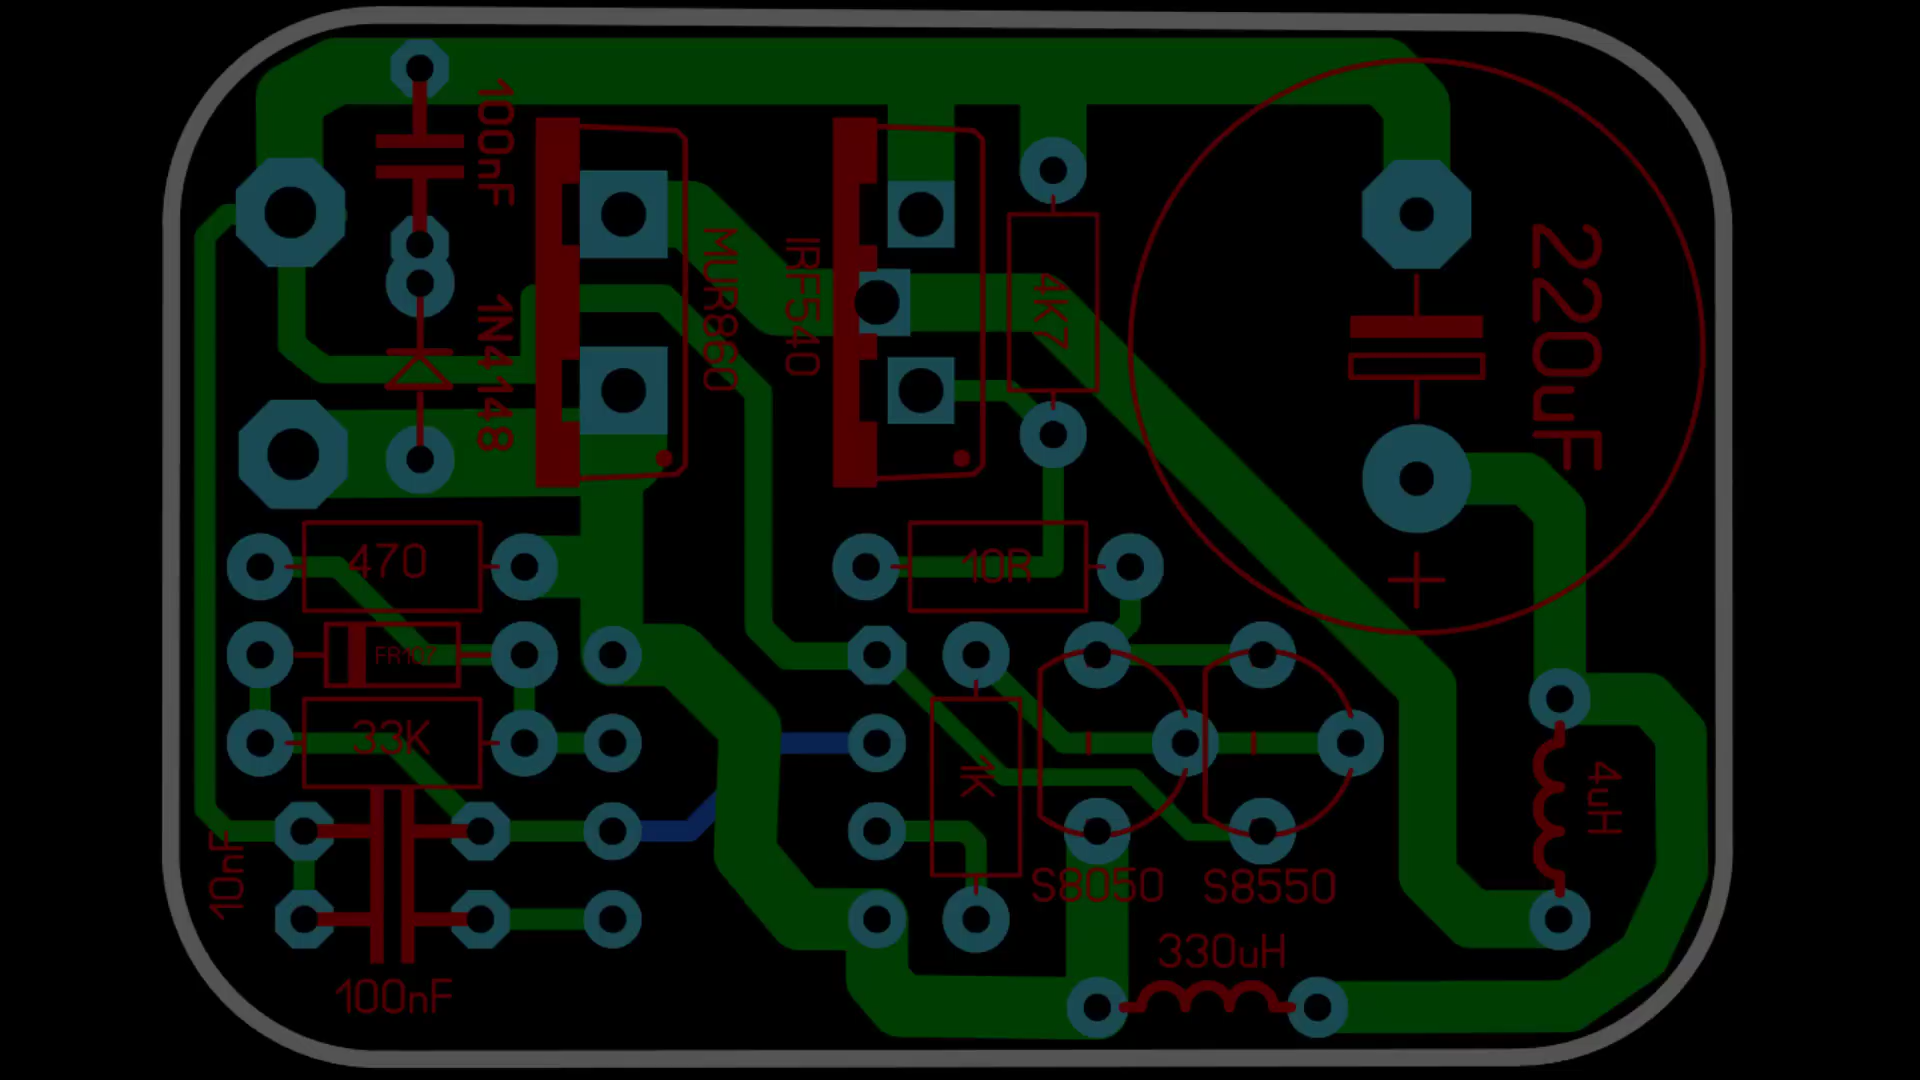 100nF
1N4148
MUR860
IRF540
4K7
220uF
470
10R
FR107
33K
1K
4uH
10nF
S8050
S8550
330uH
100nF